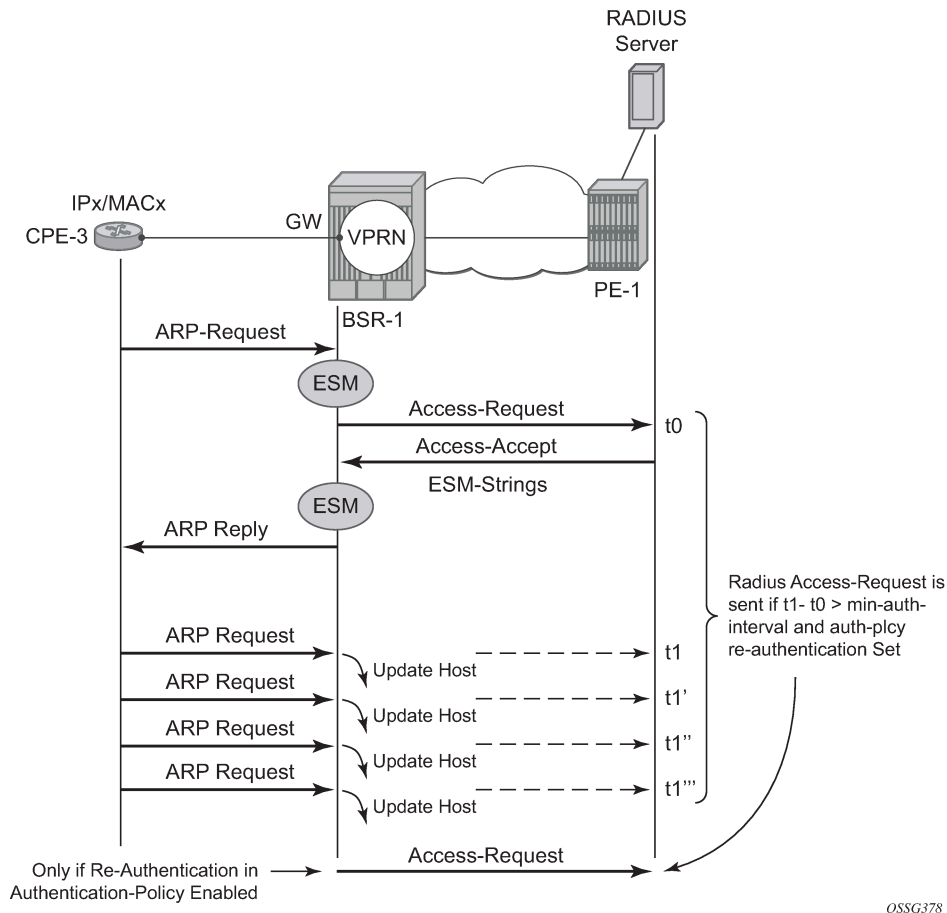 RADIUS
Server
IPx/MACx
CPE-3
GW
VPRN
PE-1
BSR-1
ARP-Request
ESM
Access-Request
t0
Access-Accept
ESM-Strings
ESM
ARP Reply
Radius Access-Request is
sent if t1- t0 > min-auth-
interval and auth-plcy
re-authentication Set
ARP Request
Update Host
t1
ARP Request
Update Host
t1'
ARP Request
Update Host
t1''
ARP Request
Update Host
t1'''
Access-Request
Only if Re-Authentication in
Authentication-Policy Enabled
OSSG378